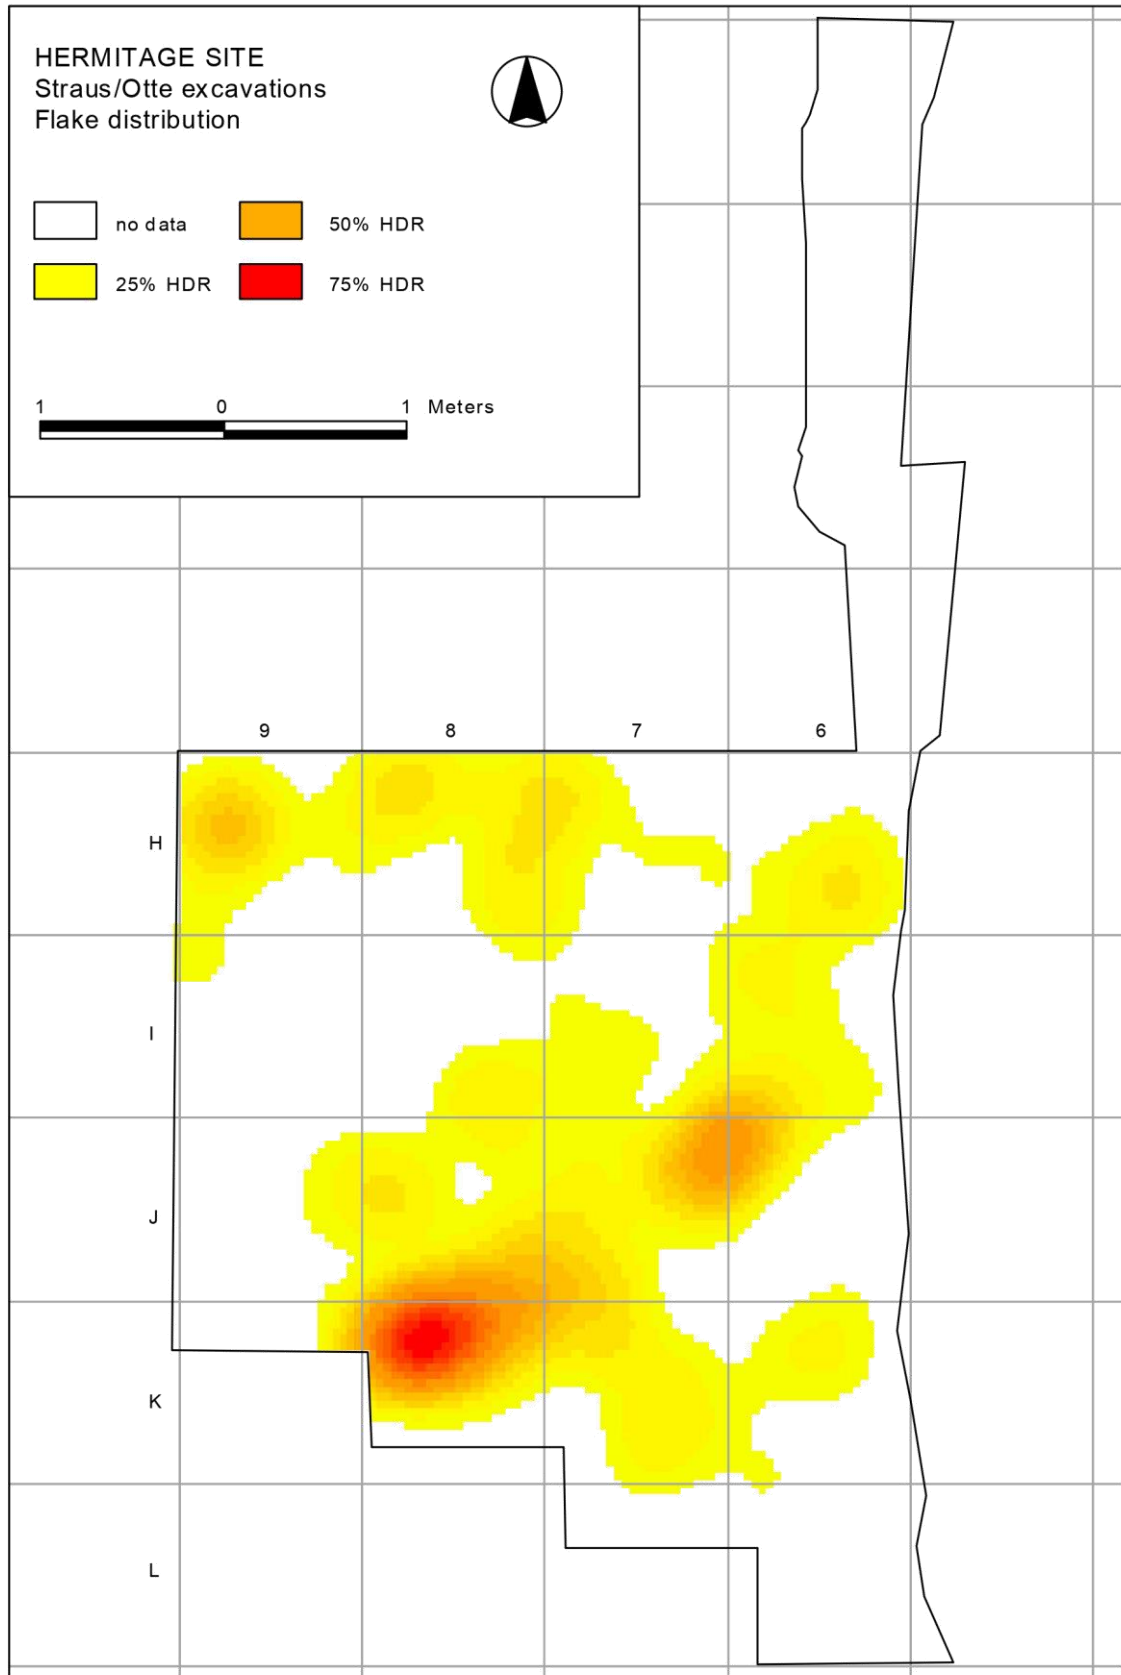 HERMITAGE SITE
Straus/Otte excavations
Flake distribution
no data
50% HDR
25% HDR
75% HDR
1 0 1 Meters
9 8 7 6
H
I
J
K
L